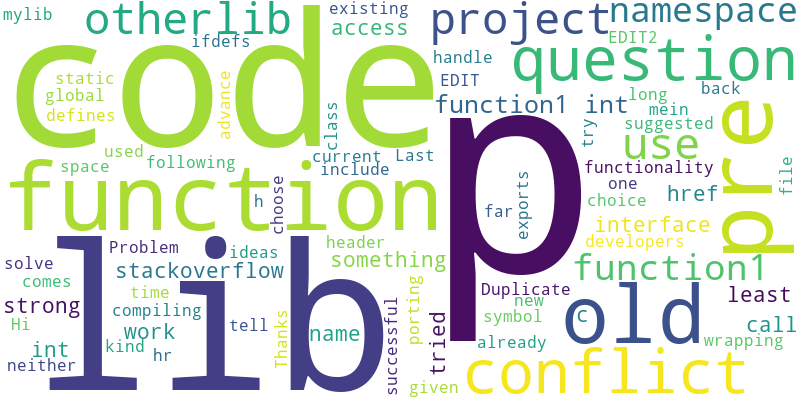 mylib
otherlib
existing
project
namespace
ifdefs
access
EDIT2
code
question
static
global
defines
advance
handle
EDIT
long
back
function1
int
mein
suggested
pre
class
try
use
used
space
following
current
Last
include
function
p
functionality
one
choice
href
file
h
choose
far
exports
interface
developers
Problem
ideas
header
something
function1
solve
comes
stackoverflow
lib
strong
Hi
time
compiling
work
kind
hr
tell
Thanks
name
int
neither
successful
porting
tried
given
Duplicate
new
symbol
C
already
old
least
call
wrapping
conflict